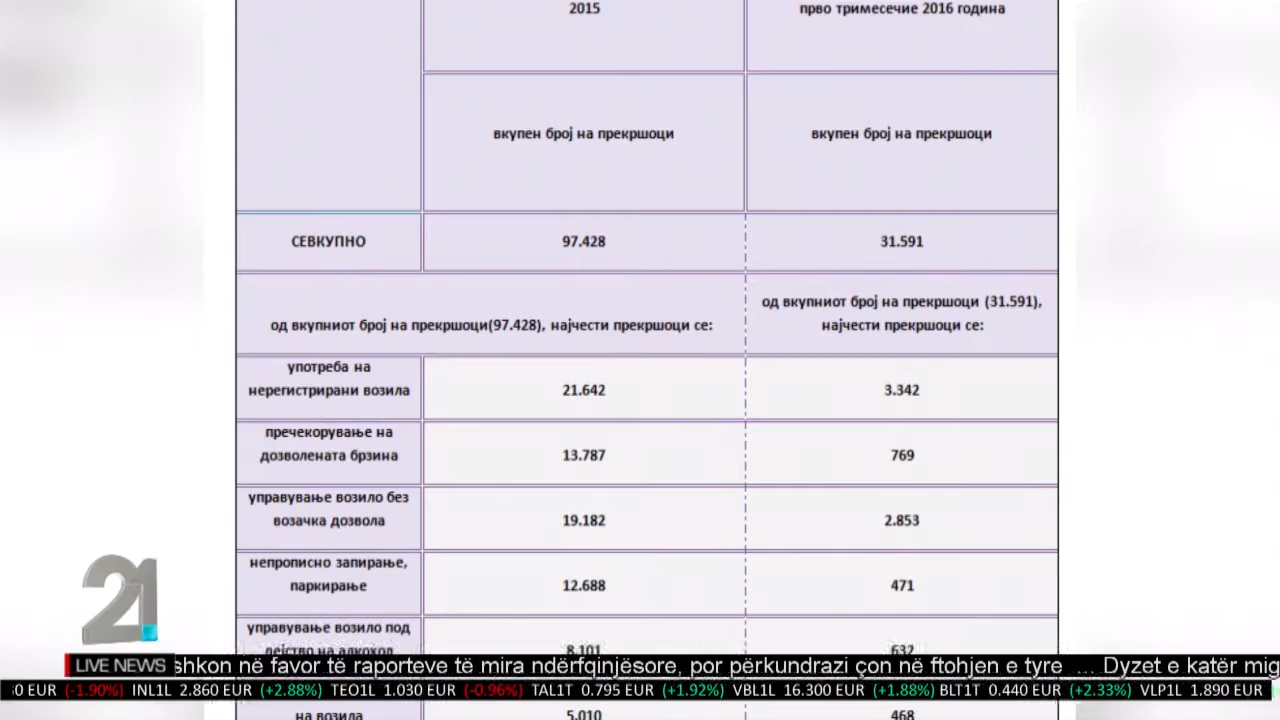 2015
прво тримесечие 2016 година
вкупен број на прекршоци
вкупен број на прекршоци
СЕВКУПНО
97.428
31.591
од вкупниот број на прекршоци(97.428), најчести прекршоци се:
од вкупниот број на прекршоци (31.591),
најчести прекршоци се:
употреба на
нерегистрирани возила
21.642
3.342
пречекорување на
дозволената брзина
13.787
769
управување возило без
возачка дозвола
19.182
2.853
непрописно запирање,
паркирање
12.688
471
управување возило под
дејство на алкохол
8.101
632
21
LIVE NEWS
shkon në favor të raporteve të mira ndërfqinjësore, por përkundrazi çon në ftohjen e tyre .... Dyzet e katër mig
EUR (-1.90%) INL1L 2.860 EUR (+2.88%) TEO1L 1.030 EUR (-0.96%) TAL1T 0.795 EUR (+1.92%) VBL1L 16.300 EUR (+1.88%) BLT1T 0.440 EUR (+2.33%) VLP1L 1.890 EUR
на возила
5.010
468